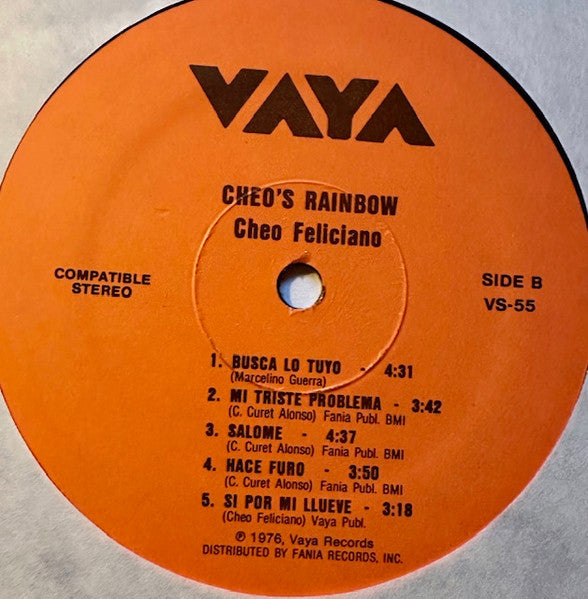 VAYA
CHEO'S RAINBOW
Cheo Feliciano
COMPATIBLE
STEREO
SIDE B
VS-55
1. BUSCA LO TUYO - 4:31
(Marcelino Guerra)
2. MI TRISTE PROBLEMA - 3:42
(C. Curet Alonso) Fania Publ. BMI
3. SALOME - 4:37
(C. Curet Alonso) Fania Publ. BMI
4. HACE FURO - 3:50
(C. Curet Alonso) Fania Publ. BMI
5. SI POR MI LLUEVE - 3:18
(Cheo Feliciano) Vaya Publ.
℗ 1976, Vaya Records
DISTRIBUTED BY FANIA RECORDS, INC.